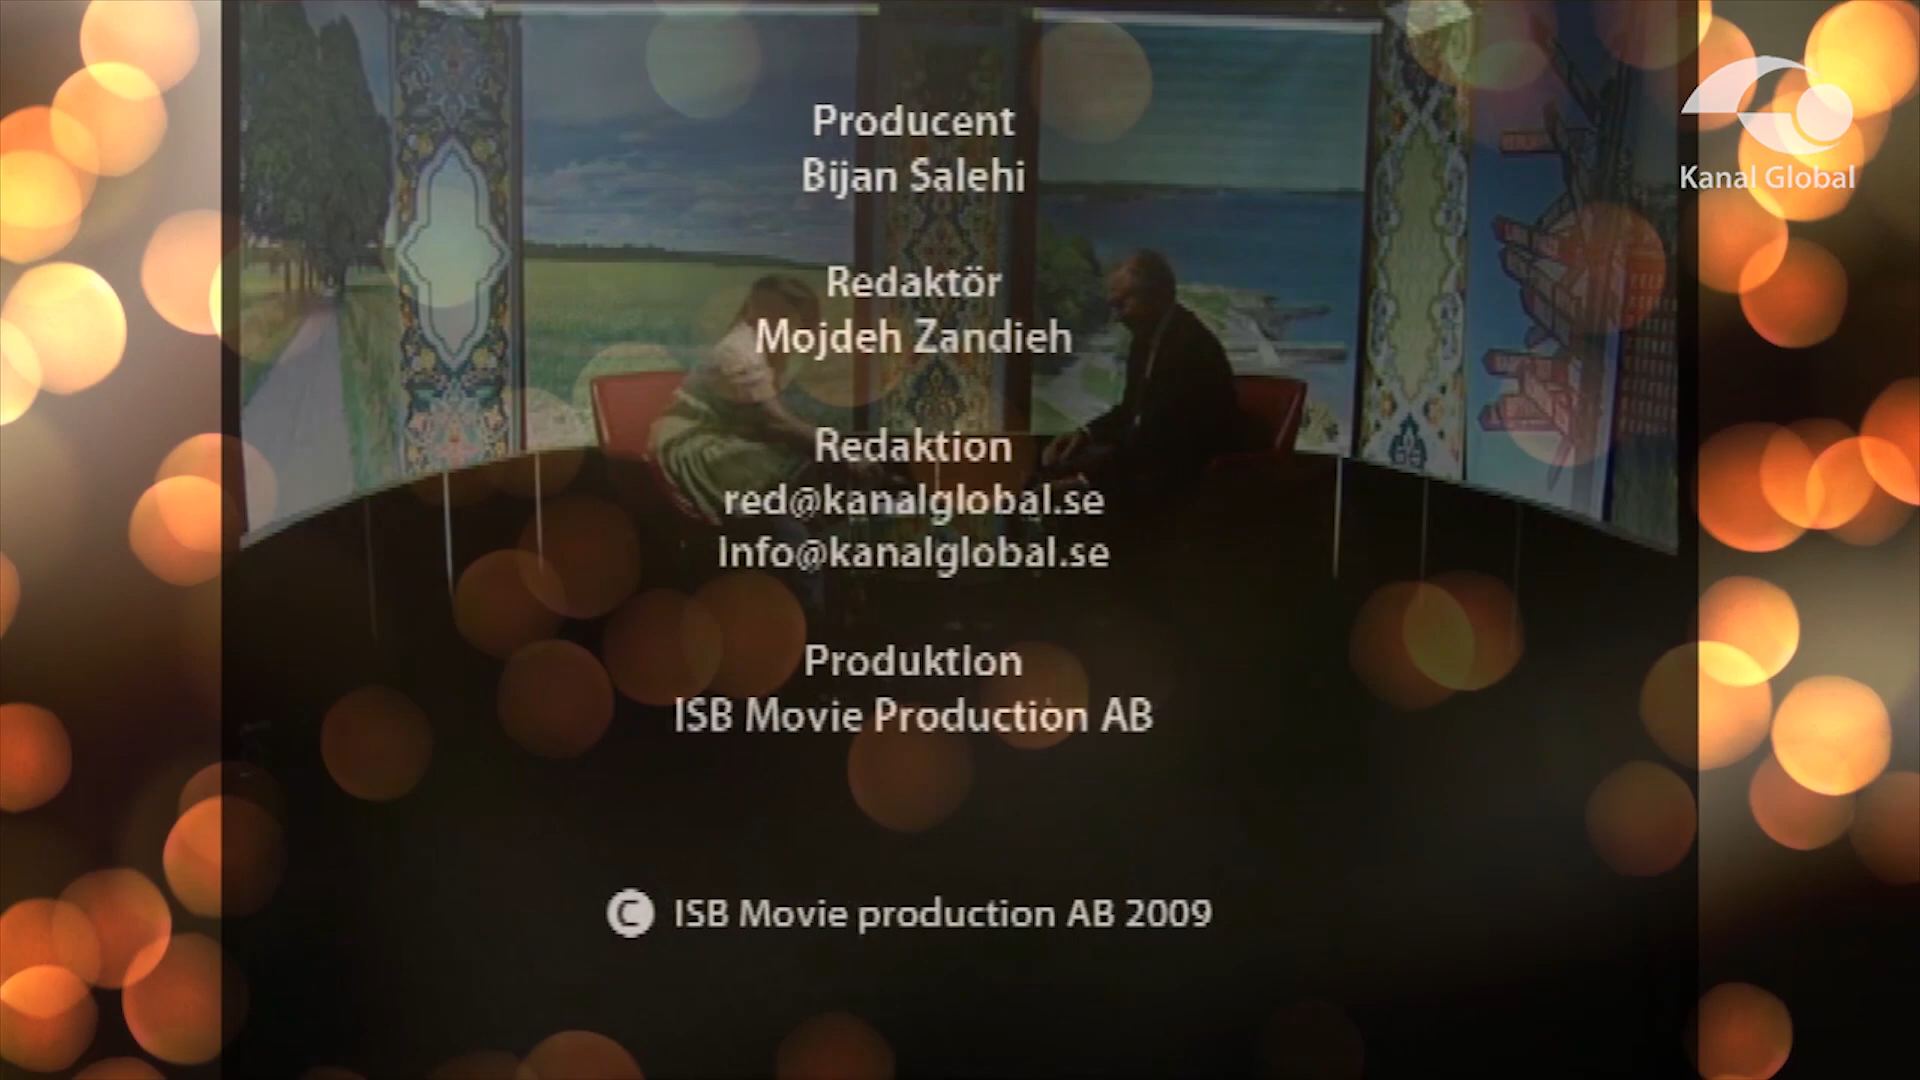 Producent
Bijan Salehi
Redaktör
Mojdeh Zandieh
Redaktion
red@kanalglobal.se
Info@kanalglobal.se
Produktion
ISB Movie Production AB
© ISB Movie production AB 2009
Kanal Global